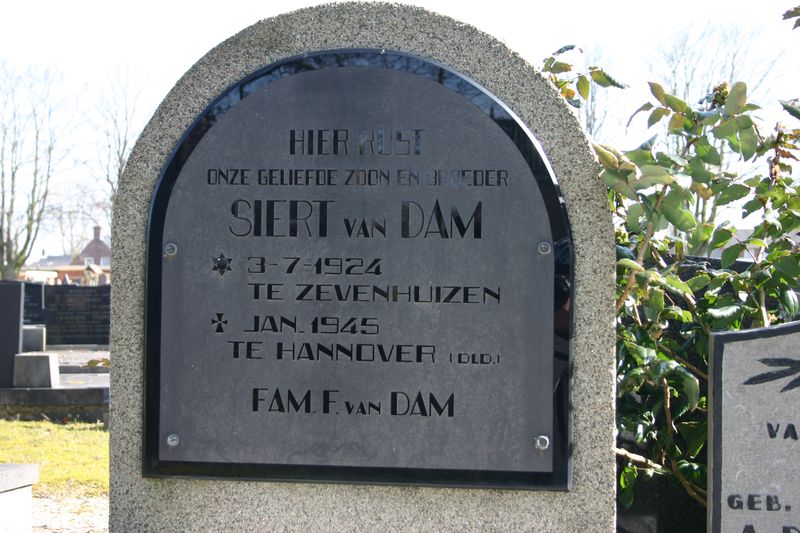 HIER RUST
ONZE GELIEFDE ZOON EN BROEDER
SIERT VAN DAM
3-7-1924
TE ZEVENHUIZEN
JAN. 1945
TE HANNOVER (DLD.)
FAM. F. VAN DAM
VA
GEB.